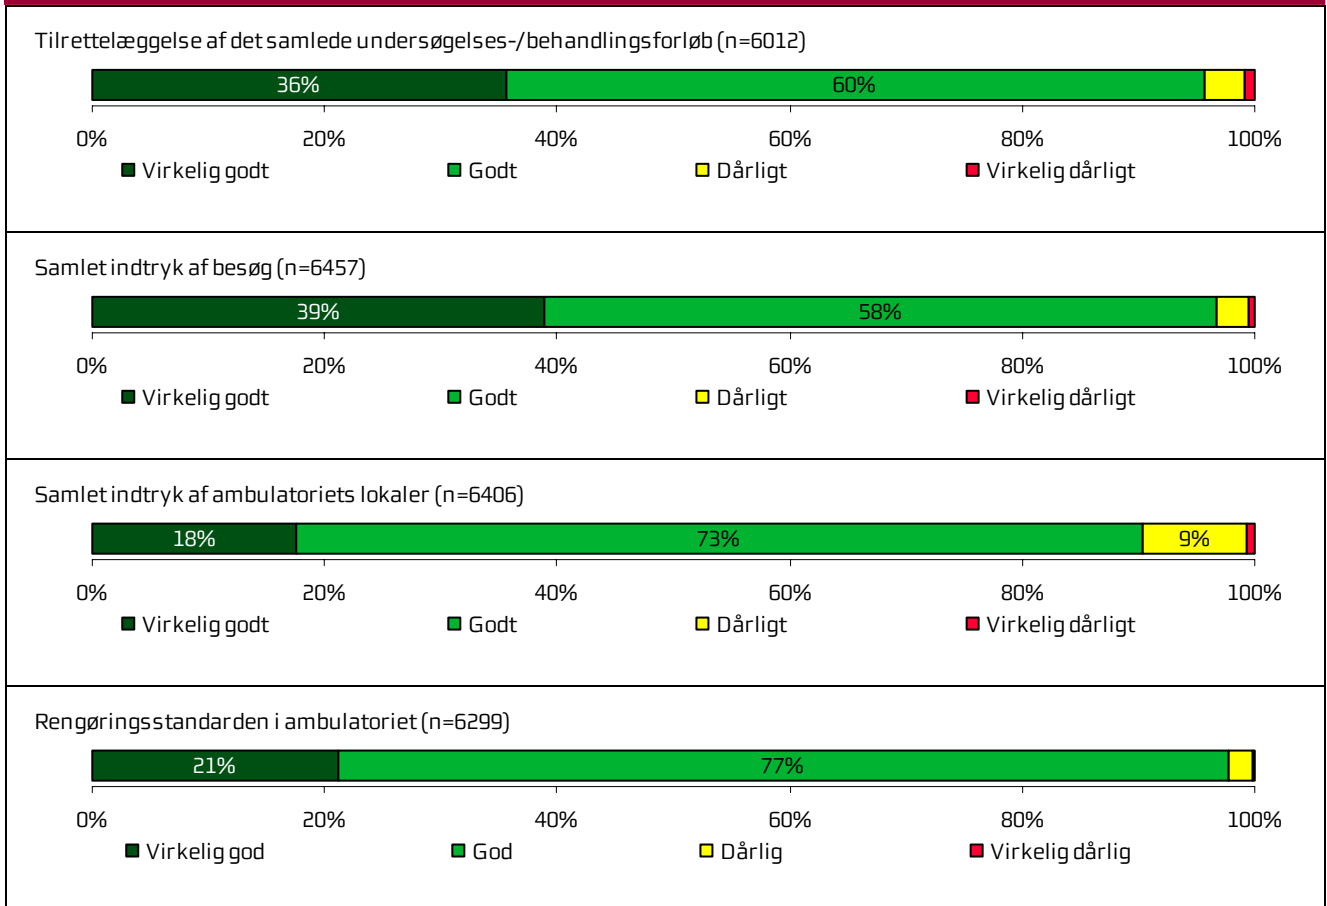 Tilrettelæggelse af det samlede undersøgelses-/behandlingsforløb (n=6012)
36% 60%
0% 20% 40% 60% 80% 100%
Virkelig godt Godt Dårligt Virkelig dårligt
Samlet indtryk af besøg (n=6457)
39% 58%
0% 20% 40% 60% 80% 100%
Virkelig godt Godt Dårligt Virkelig dårligt
Samlet indtryk af ambulatoriets lokaler (n=6406)
18% 73% 9%
0% 20% 40% 60% 80% 100%
Virkelig godt Godt Dårligt Virkelig dårligt
Rengøringsstandarden i ambulatoriet (n=6299)
21% 77%
0% 20% 40% 60% 80% 100%
Virkelig god God Dårlig Virkelig dårlig